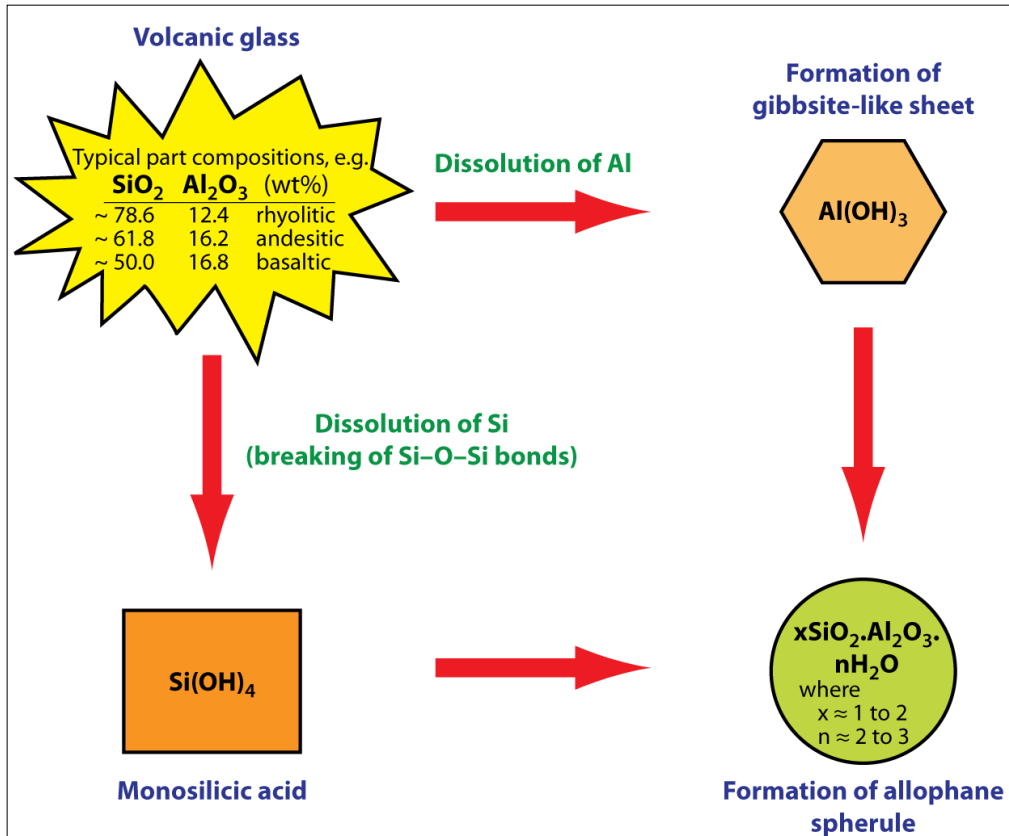 Volcanic glass
Typical part compositions, e.g.
SiO₂ Al₂O₃ (wt%)
~ 78.6 12.4 rhyolitic
~ 61.8 16.2 andesitic
~ 50.0 16.8 basaltic
Dissolution of Al
Formation of
gibbsite-like sheet
Al(OH)₃
Dissolution of Si
(breaking of Si–O–Si bonds)
Si(OH)₄
Monosilicic acid
xSiO₂.Al₂O₃.
nH₂O
where
x ≈ 1 to 2
n ≈ 2 to 3
Formation of allophane
spherule